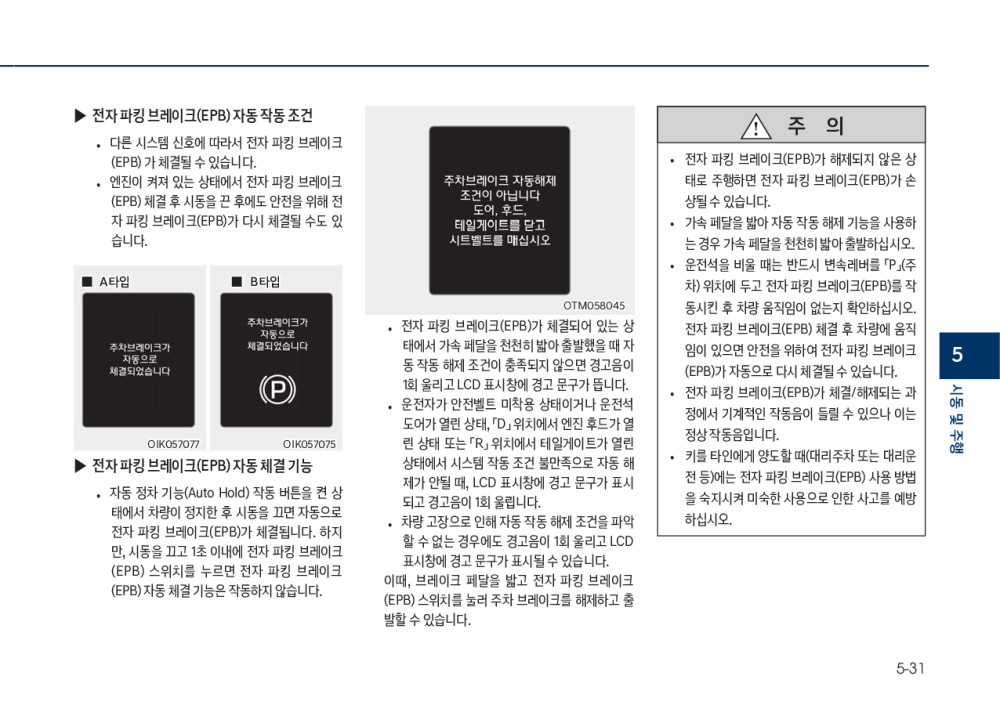 ▶ 전자 파킹 브레이크(EPB) 자동 작동 조건
• 다른 시스템 신호에 따라서 전자 파킹 브레이크
(EPB) 가 체결될 수 있습니다.
• 엔진이 켜져 있는 상태에서 전자 파킹 브레이크
(EPB) 체결 후 시동을 끈 후에도 안전을 위해 전
자 파킹 브레이크(EPB)가 다시 체결될 수도 있
습니다.
■ A타입
주차브레이크가
자동으로
체결되었습니다
OIK057077
■ B타입
주차브레이크가
자동으로
체결되었습니다
P
OIK057075
▶ 전자 파킹 브레이크(EPB) 자동 체결 기능
• 자동 정차 기능(Auto Hold) 작동 버튼을 켠 상
태에서 차량이 정지한 후 시동을 끄면 자동으로
전자 파킹 브레이크(EPB)가 체결됩니다. 하지
만, 시동을 끄고 1초 이내에 전자 파킹 브레이크
(EPB) 스위치를 누르면 전자 파킹 브레이크
(EPB) 자동 체결 기능은 작동하지 않습니다.
주차브레이크 자동해제
조건이 아닙니다
도어, 후드,
테일게이트를 닫고
시트벨트를 매십시오
OTM058045
• 전자 파킹 브레이크(EPB)가 체결되어 있는 상
태에서 가속 페달을 천천히 밟아 출발했을 때 자
동 작동 해제 조건이 충족되지 않으면 경고음이
1회 울리고 LCD 표시창에 경고 문구가 뜹니다.
• 운전자가 안전벨트 미착용 상태이거나 운전석
도어가 열린 상태, 「D」 위치에서 엔진 후드가 열
린 상태 또는 「R」 위치에서 테일게이트가 열린
상태에서 시스템 작동 조건 불만족으로 자동 해
제가 안될 때, LCD 표시창에 경고 문구가 표시
되고 경고음이 1회 울립니다.
• 차량 고장으로 인해 자동 작동 해제 조건을 파악
할 수 없는 경우에도 경고음이 1회 울리고 LCD
표시창에 경고 문구가 표시될 수 있습니다.
이때, 브레이크 페달을 밟고 전자 파킹 브레이크
(EPB) 스위치를 눌러 주차 브레이크를 해제하고 출
발할 수 있습니다.
주 의
• 전자 파킹 브레이크(EPB)가 해제되지 않은 상
태로 주행하면 전자 파킹 브레이크(EPB)가 손
상될 수 있습니다.
• 가속 페달을 밟아 자동 작동 해제 기능을 사용하
는 경우 가속 페달을 천천히 밟아 출발하십시오.
• 운전석을 비울 때는 반드시 변속레버를 「P」(주
차) 위치에 두고 전자 파킹 브레이크(EPB)를 작
동시킨 후 차량 움직임이 없는지 확인하십시오.
전자 파킹 브레이크(EPB) 체결 후 차량에 움직
임이 있으면 안전을 위하여 전자 파킹 브레이크
(EPB)가 자동으로 다시 체결될 수 있습니다.
• 전자 파킹 브레이크(EPB)가 체결/해제되는 과
정에서 기계적인 작동음이 들릴 수 있으나 이는
정상 작동음입니다.
• 키를 타인에게 양도할 때(대리주차 또는 대리운
전 등)에는 전자 파킹 브레이크(EPB) 사용 방법
을 숙지시켜 미숙한 사용으로 인한 사고를 예방
하십시오.
5
시동 및 주행
5-31